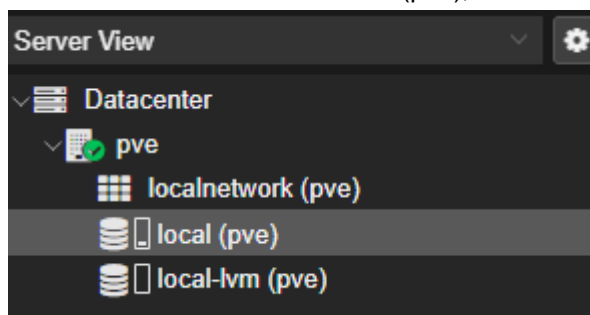 Server View
Datacenter
pve
localnetwork (pve)
local (pve)
local-lvm (pve)